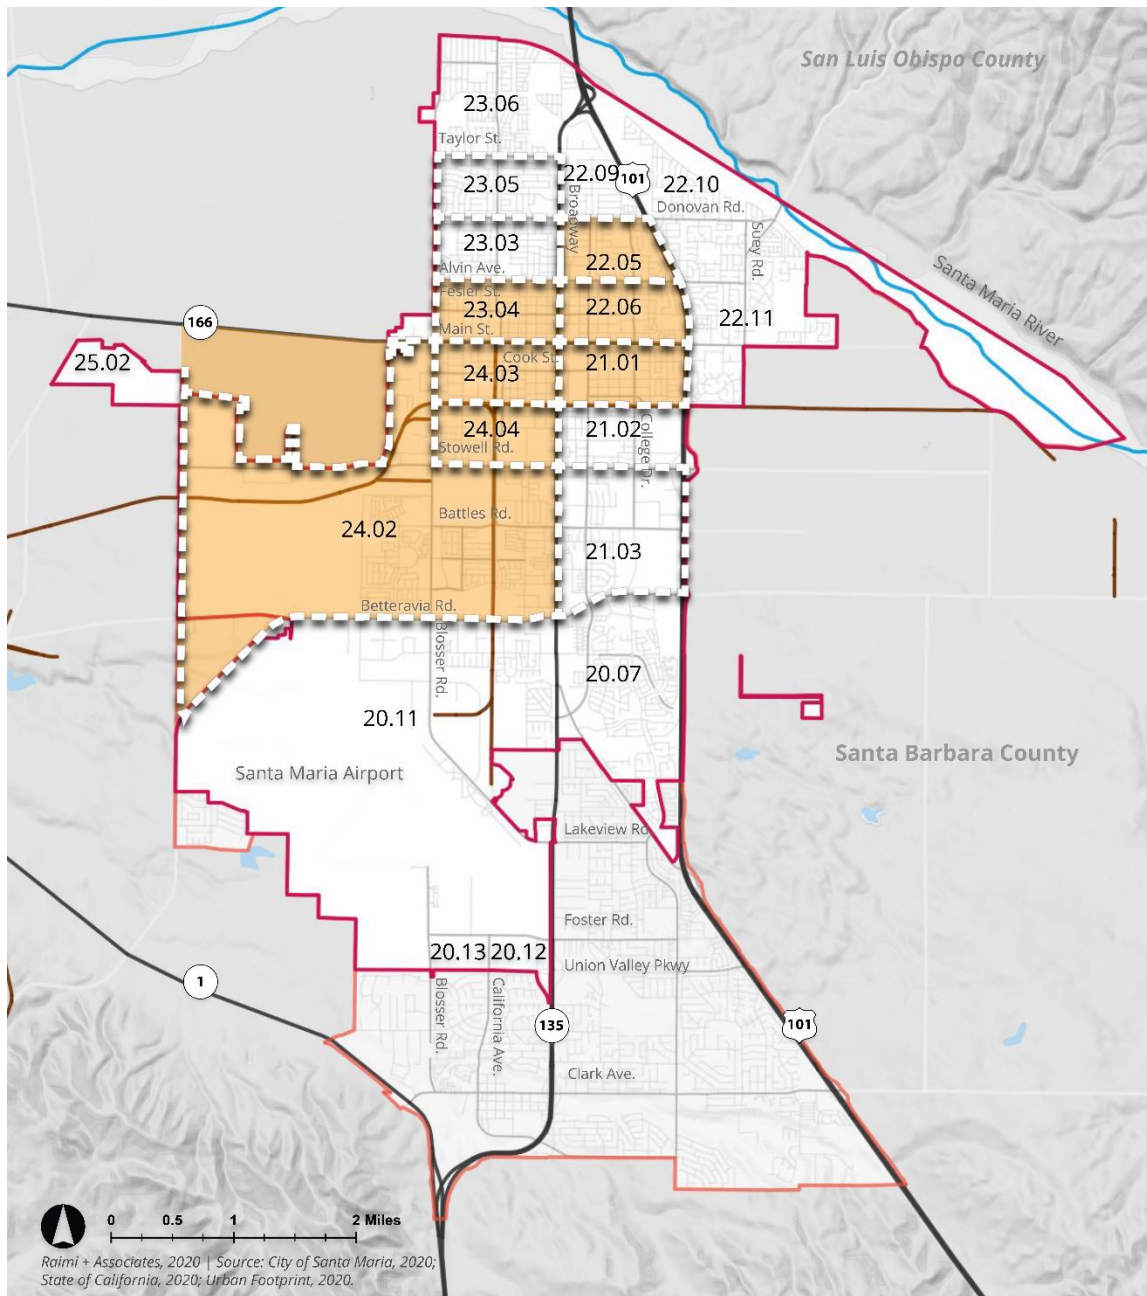 San Luis Obispo County
23.06
Taylor St.
22.09
101
22.10
23.05
Broadway
Donovan Rd.
23.03
Suey Rd.
22.05
Alvin Ave.
Santa Maria River
Fesler St.
23.04
22.06
166
Main St.
22.11
25.02
Cook St.
21.01
24.03
24.04
21.02
College Dr.
Stowell Rd.
Battles Rd.
24.02
21.03
Betteravia Rd.
Blosser Rd.
20.07
20.11
Santa Maria Airport
Santa Barbara County
Lakeview Rd.
Foster Rd.
20.13
20.12
Union Valley Pkwy
1
Blosser Rd.
California Ave.
135
101
Clark Ave.
0 0.5 1 2 Miles
Raimi + Associates, 2020 | Source: City of Santa Maria, 2020;
State of California, 2020; Urban Footprint, 2020.